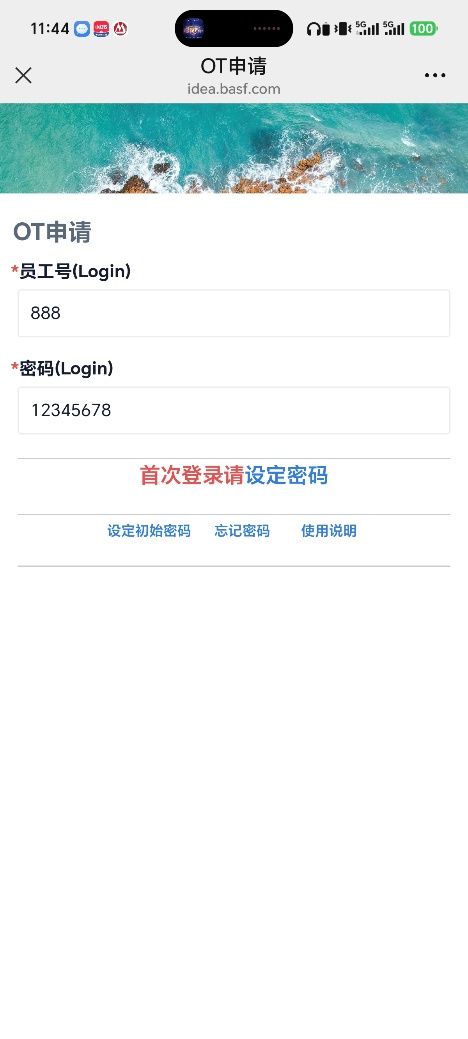 11:44
5G 5G 100
OT申请
idea.basf.com
OT申请
*员工号(Login)
888
*密码(Login)
12345678
首次登录请设定密码
设定初始密码 忘记密码 使用说明